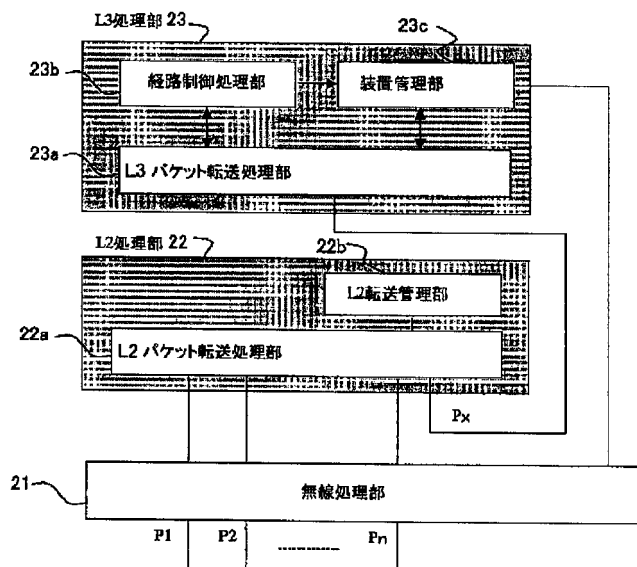 L3処理部 23
23c
23b
経路制御処理部
装置管理部
23a
L3 パケット転送処理部
L2処理部 22
22b
L2転送管理部
22a
L2 パケット転送処理部
Px
21
無線処理部
P1
P2
Pn